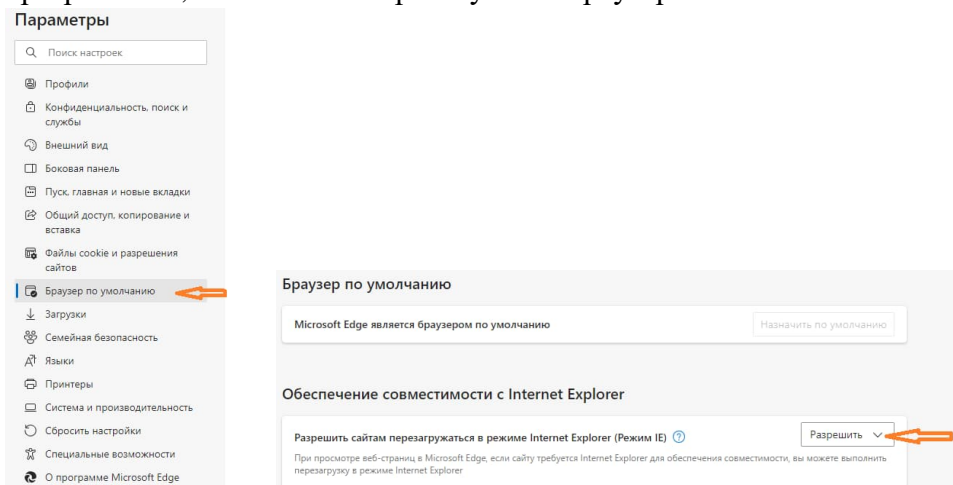 Параметры
Поиск настроек
Профили
Конфиденциальность, поиск и
службы
Внешний вид
Боковая панель
Пуск, главная и новые вкладки
Общий доступ, копирование и
вставка
Файлы cookie и разрешения
сайтов
Браузер по умолчанию
Загрузки
Семейная безопасность
Языки
Принтеры
Система и производительность
Сбросить настройки
Специальные возможности
О программе Microsoft Edge
Браузер по умолчанию
Microsoft Edge является браузером по умолчанию
Назначить по умолчанию
Обеспечение совместимости с Internet Explorer
Разрешить сайтам перезагружаться в режиме Internet Explorer (Режим IE)
Разрешить
При просмотре веб-страниц в Microsoft Edge, если сайту требуется Internet Explorer для обеспечения совместимости, вы можете выполнить
перезагрузку в режиме Internet Explorer